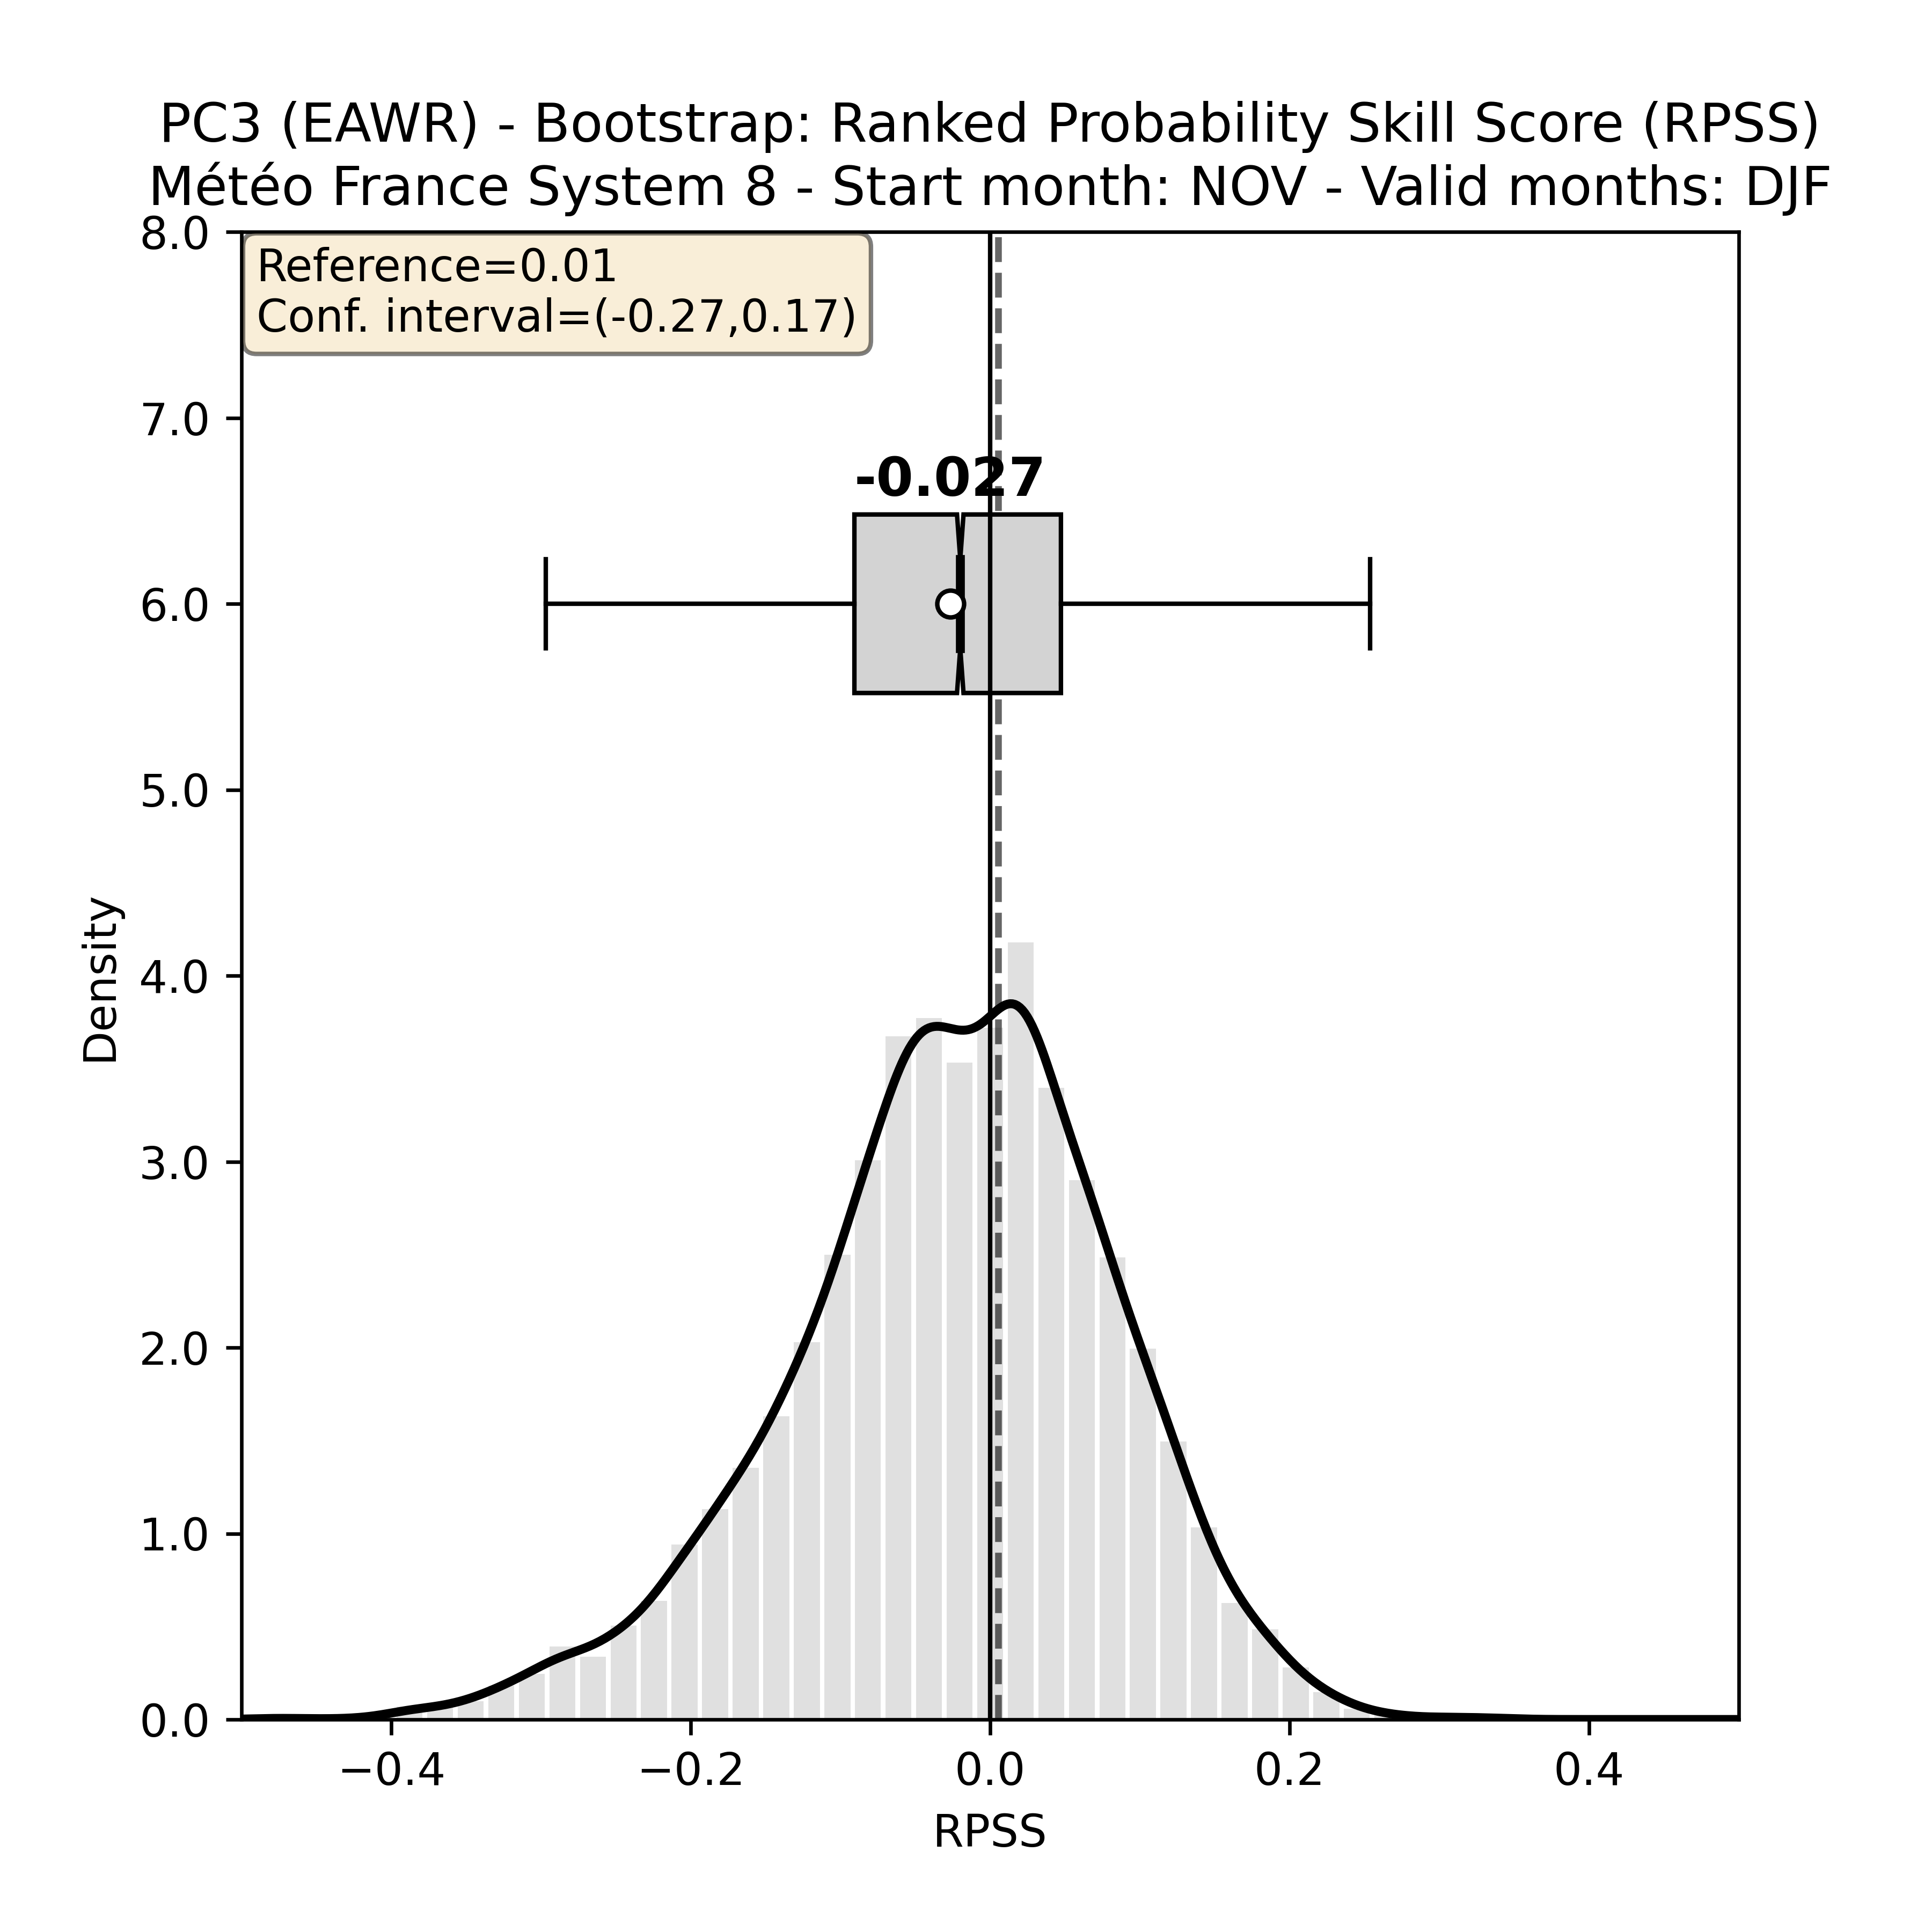 PC3 (EAWR) - Bootstrap: Ranked Probability Skill Score (RPSS)
Météo France System 8 - Start month: NOV - Valid months: DJF
8.0
Reference=0.01
Conf. interval=(-0.27,0.17)
7.0
-0.027
6.0
5.0
4.0
Density
3.0
2.0
1.0
0.0
−0.4 −0.2 0.0 0.2 0.4
RPSS